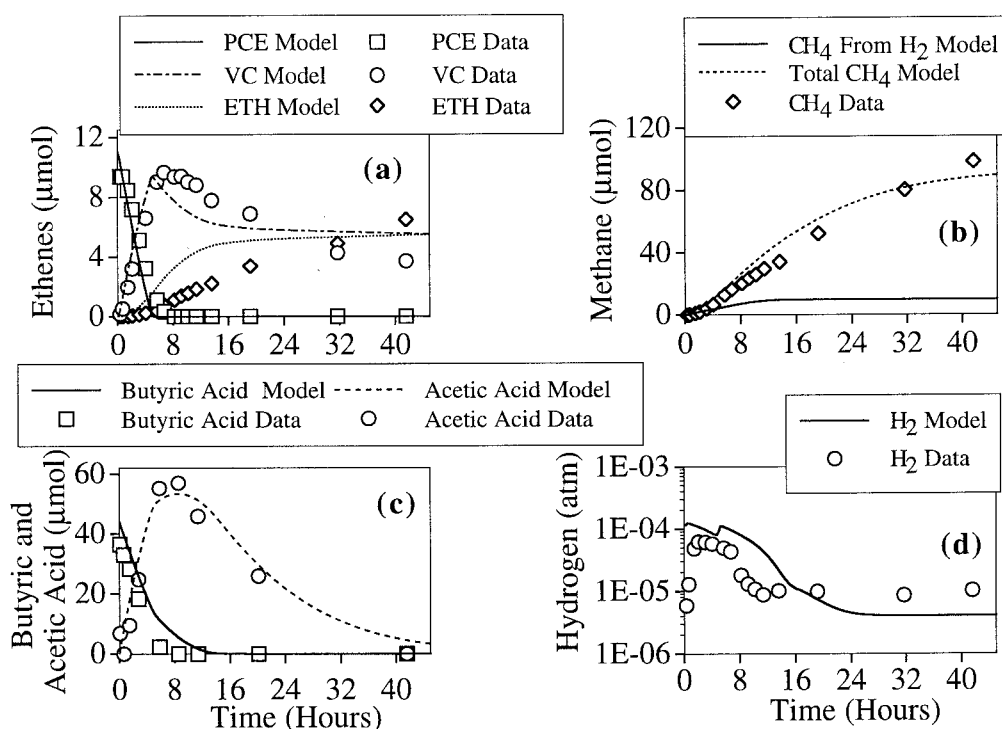 PCE Model PCE Data
VC Model VC Data
ETH Model ETH Data
12
8
4
0
Ethenes (μmol)
(a)
0 8 16 24 32 40
CH4 From H2 Model
Total CH4 Model
CH4 Data
120
80
40
0
Methane (μmol)
(b)
0 8 16 24 32 40
Butyric Acid Model Acetic Acid Model
Butyric Acid Data Acetic Acid Data
60
40
20
0
Butyric and
Acetic Acid (μmol)
(c)
0 8 16 24 32 40
Time (Hours)
H2 Model
H2 Data
1E-03
1E-04
1E-05
1E-06
Hydrogen (atm)
(d)
0 8 16 24 32 40
Time (Hours)